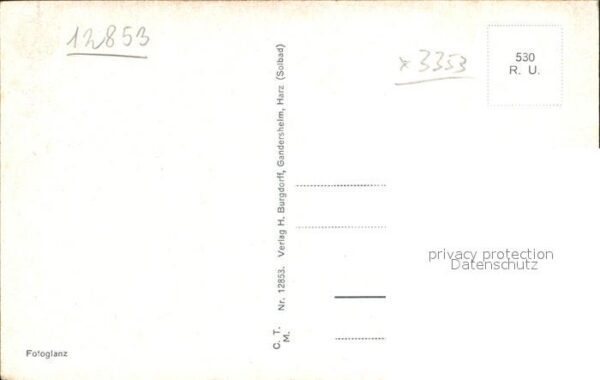 12853
* 3353
530
R. U.
C. T. M.
Nr. 12853. Verlag H. Burgdorff, Gandersheim, Harz (Solbad)
privacy protection
Datenschutz
Fotoglanz